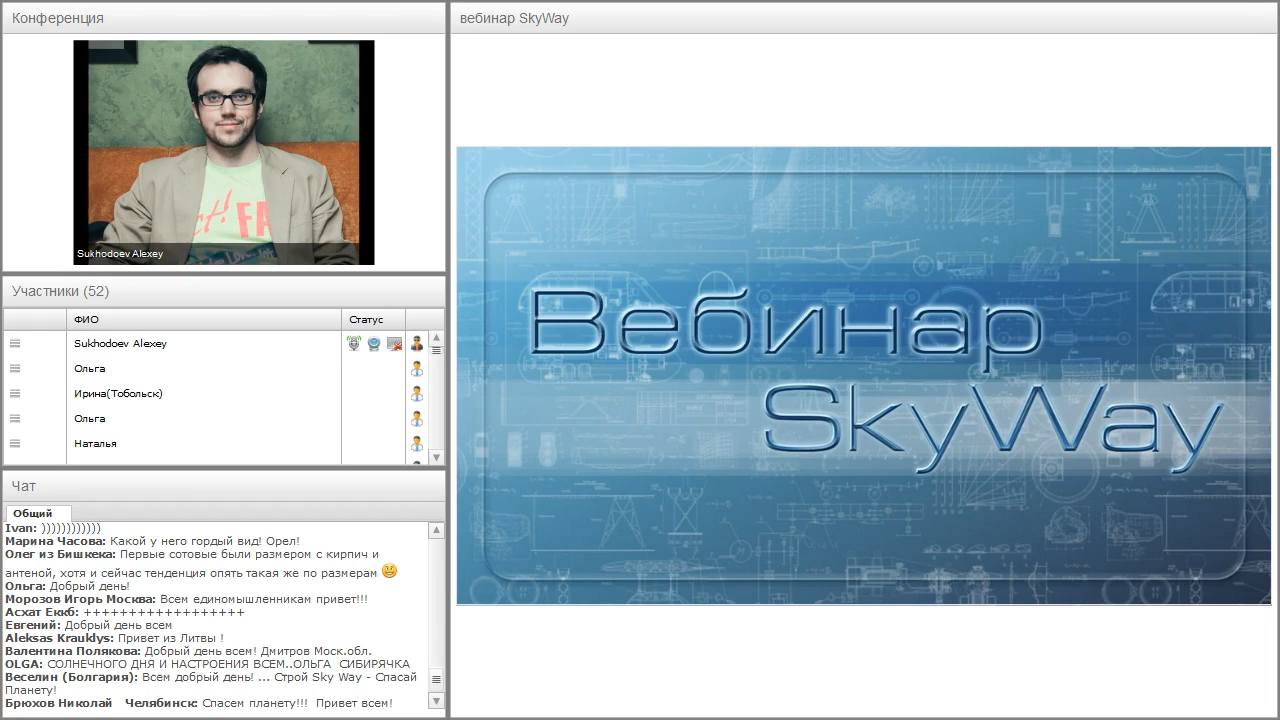 Конференция
Sukhodoev Alexey
Участники (52)
ФИО Статус
Sukhodoev Alexey
Ольга
Ирина(Тобольск)
Ольга
Наталья
Чат
Общий
Ivan: ))))))))))))
Марина Часова: Какой у него гордый вид! Орел!
Олег из Бишкека: Первые сотовые были размером с кирпич и
антеной, хотя и сейчас тенденция опять такая же по размерам
Ольга: Добрый день!
Морозов Игорь Москва: Всем единомышленникам привет!!!
Асхат Еккб: ++++++++++++++++++
Евгений: Добрый день всем
Aleksas Krauklys: Привет из Литвы !
Валентина Полякова: Добрый день всем! Дмитров Моск.обл.
OLGA: СОЛНЕЧНОГО ДНЯ И НАСТРОЕНИЯ ВСЕМ..ОЛЬГА СИБИРЯЧКА
Веселин (Болгария): Всем добрый день! ... Строй Sky Way - Спасай
Планету!
Брюхов Николай Челябинск: Спасем планету!!! Привет всем!
вебинар SkyWay
Вебинар
SkyWay